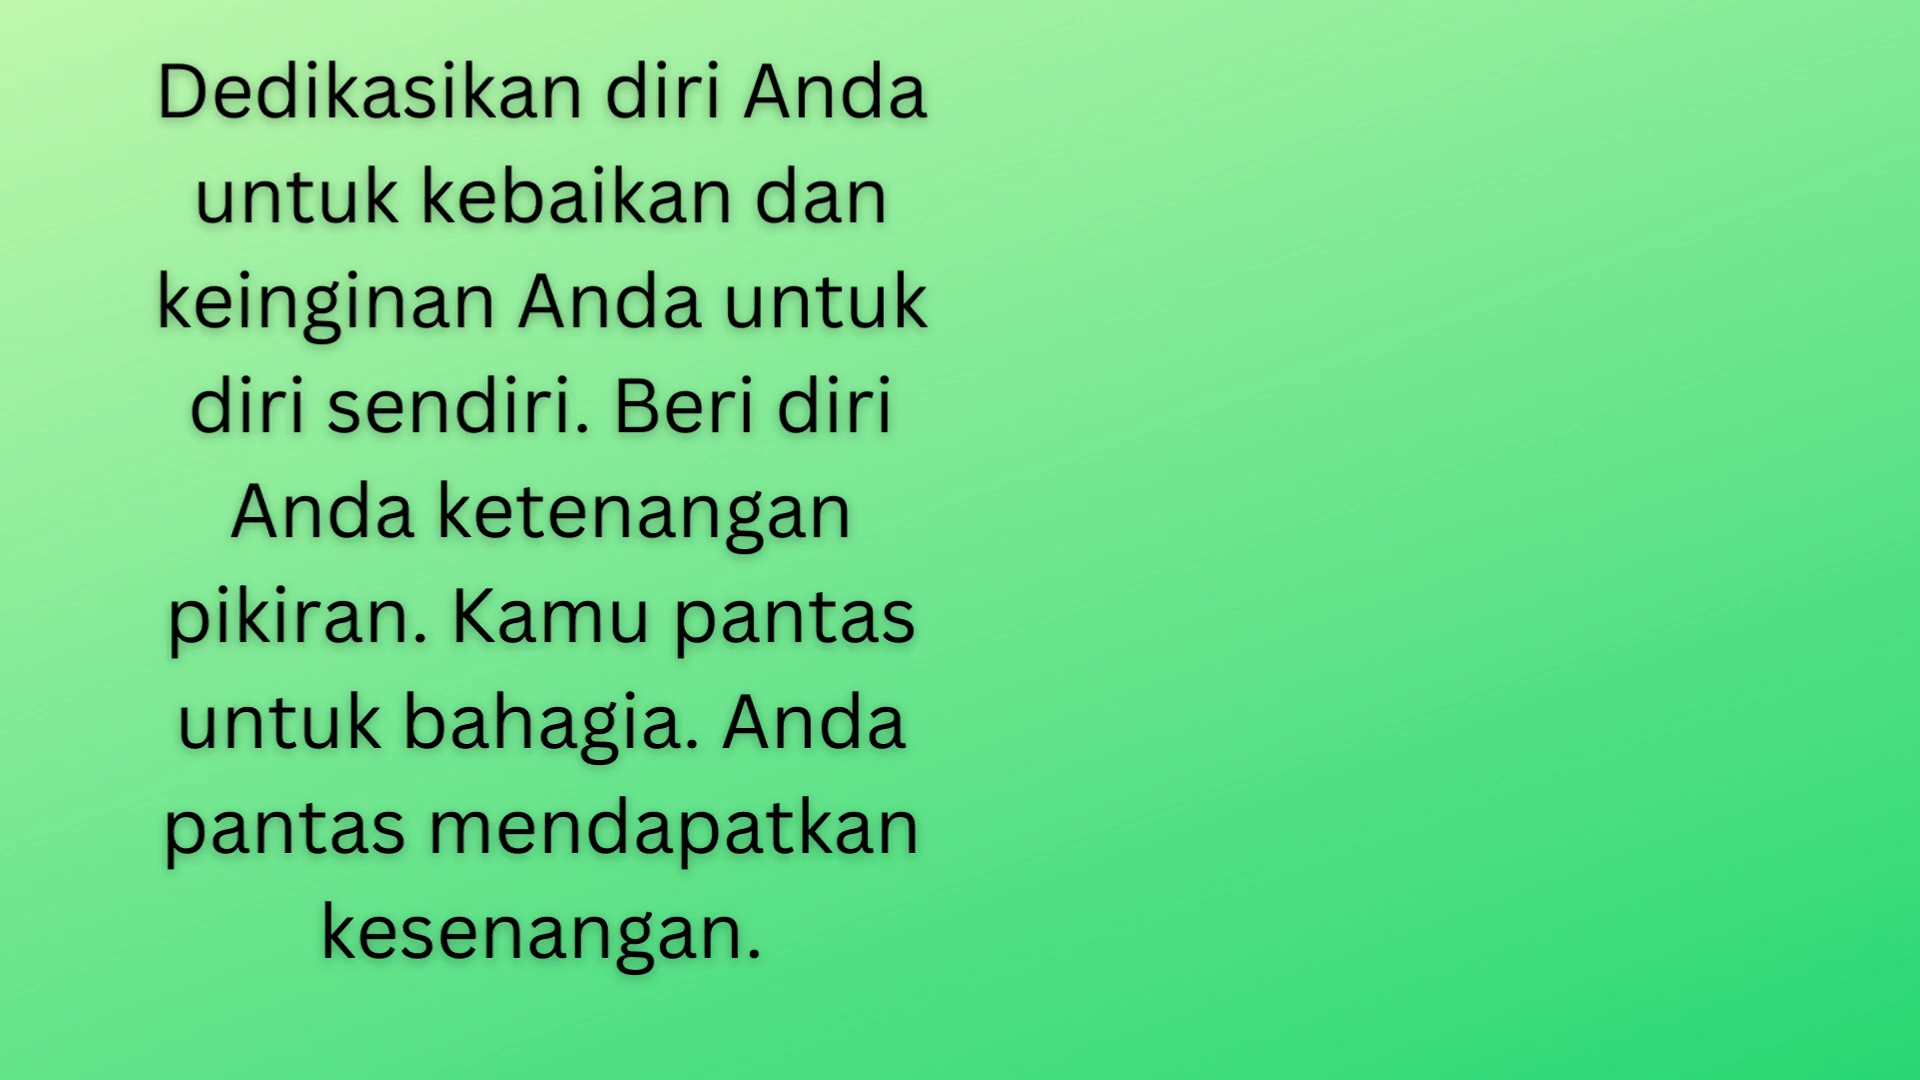 Dedikasikan diri Anda
untuk kebaikan dan
keinginan Anda untuk
diri sendiri. Beri diri
Anda ketenangan
pikiran. Kamu pantas
untuk bahagia. Anda
pantas mendapatkan
kesenangan.